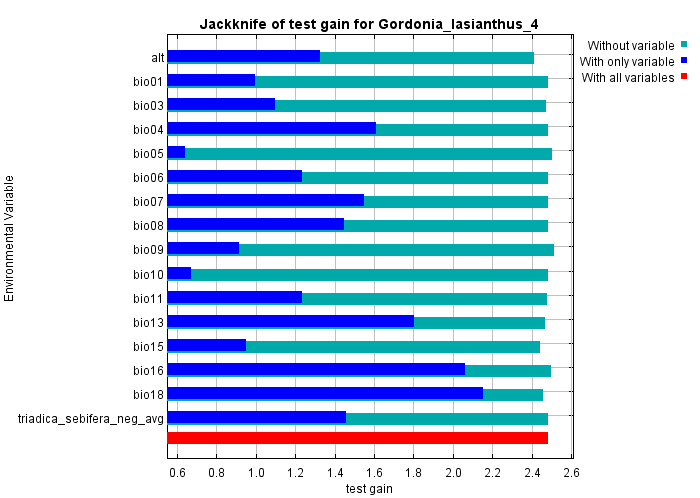 Jackknife of test gain for Gordonia_lasianthus_4
Without variable
With only variable
With all variables
Environmental Variable
alt
bio01
bio03
bio04
bio05
bio06
bio07
bio08
bio09
bio10
bio11
bio13
bio15
bio16
bio18
triadica_sebifera_neg_avg
0.6 0.8 1.0 1.2 1.4 1.6 1.8 2.0 2.2 2.4 2.6
test gain